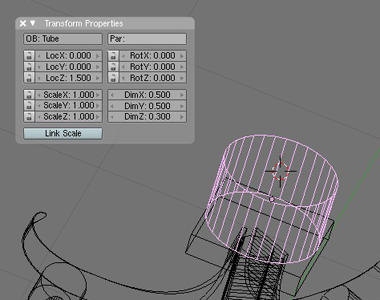 Transform Properties
OB: Tube Par:
LocX: 0.000 RotX: 0.000
LocY: 0.000 RotY: 0.000
LocZ: 1.500 RotZ: 0.000
ScaleX: 1.000 DimX: 0.500
ScaleY: 1.000 DimY: 0.500
ScaleZ: 1.000 DimZ: 0.300
Link Scale